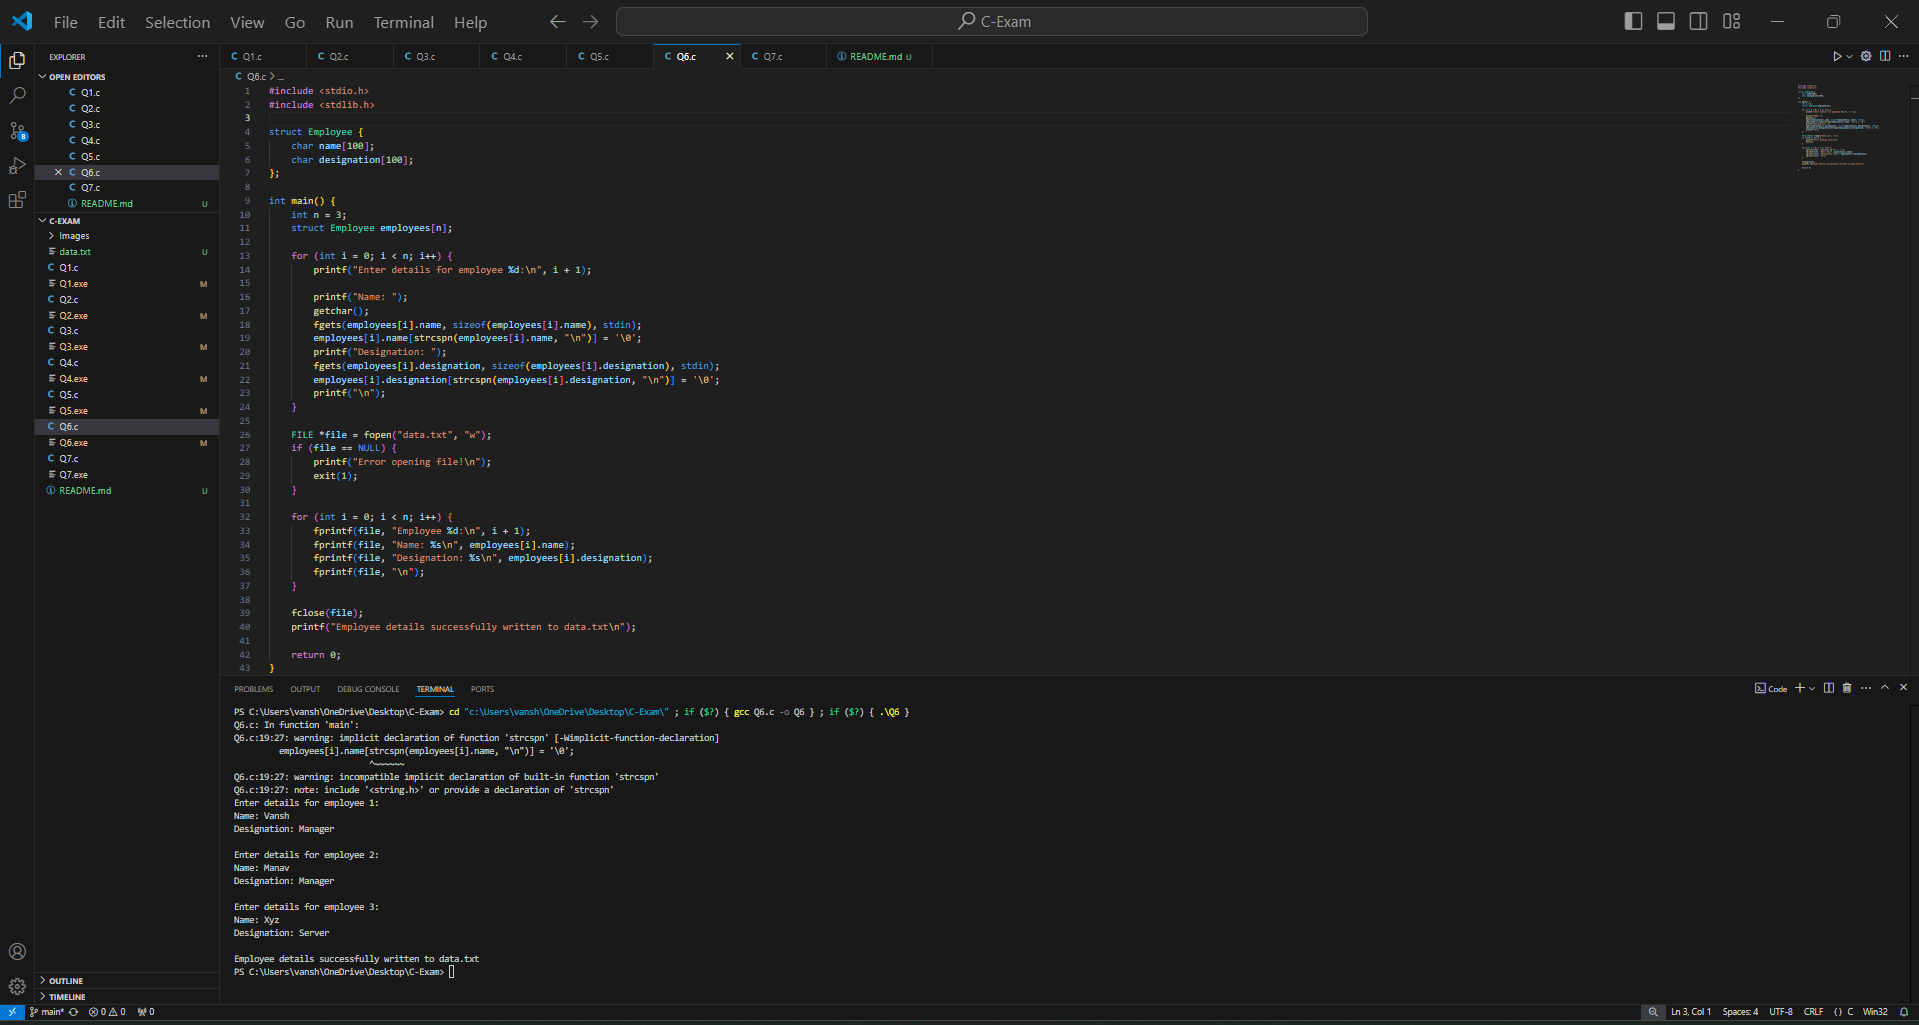 File Edit Selection View Go Run Terminal Help
C-Exam
EXPLORER
OPEN EDITORS
Q1.c
Q2.c
Q3.c
Q4.c
Q5.c
Q6.c
Q7.c
README.md U
C-EXAM
Images
data.txt U
Q1.c
Q1.exe M
Q2.c
Q2.exe M
Q3.c
Q3.exe M
Q4.c
Q4.exe M
Q5.c
Q5.exe M
Q6.c
Q6.exe M
Q7.c
Q7.exe
README.md U
OUTLINE
TIMELINE
8
C Q1.c C Q2.c C Q3.c C Q4.c C Q5.c C Q6.c C Q7.c README.md U
C Q6.c > ...
1 #include <stdio.h>
2 #include <stdlib.h>
3
4 struct Employee {
5 char name[100];
6 char designation[100];
7 };
8
9 int main() {
10 int n = 3;
11 struct Employee employees[n];
12
13 for (int i = 0; i < n; i++) {
14 printf("Enter details for employee %d:\n", i + 1);
15
16 printf("Name: ");
17 getchar();
18 fgets(employees[i].name, sizeof(employees[i].name), stdin);
19 employees[i].name[strcspn(employees[i].name, "\n")] = '\0';
20 printf("Designation: ");
21 fgets(employees[i].designation, sizeof(employees[i].designation), stdin);
22 employees[i].designation[strcspn(employees[i].designation, "\n")] = '\0';
23 printf("\n");
24 }
25
26 FILE *file = fopen("data.txt", "w");
27 if (file == NULL) {
28 printf("Error opening file!\n");
29 exit(1);
30 }
31
32 for (int i = 0; i < n; i++) {
33 fprintf(file, "Employee %d:\n", i + 1);
34 fprintf(file, "Name: %s\n", employees[i].name);
35 fprintf(file, "Designation: %s\n", employees[i].designation);
36 fprintf(file, "\n");
37 }
38
39 fclose(file);
40 printf("Employee details successfully written to data.txt\n");
41
42 return 0;
43 }
PROBLEMS OUTPUT DEBUG CONSOLE TERMINAL PORTS
Code
PS C:\Users\vansh\OneDrive\Desktop\C-Exam> cd "c:\Users\vansh\OneDrive\Desktop\C-Exam\" ; if ($?) { gcc Q6.c -o Q6 } ; if ($?) { .\Q6 }
Q6.c: In function 'main':
Q6.c:19:27: warning: implicit declaration of function 'strcspn' [-Wimplicit-function-declaration]
employees[i].name[strcspn(employees[i].name, "\n")] = '\0';
^~~~~~~
Q6.c:19:27: warning: incompatible implicit declaration of built-in function 'strcspn'
Q6.c:19:27: note: include '<string.h>' or provide a declaration of 'strcspn'
Enter details for employee 1:
Name: Vansh
Designation: Manager
Enter details for employee 2:
Name: Manav
Designation: Manager
Enter details for employee 3:
Name: Xyz
Designation: Server
Employee details successfully written to data.txt
PS C:\Users\vansh\OneDrive\Desktop\C-Exam>
main* 0 0 0
Ln 3, Col 1 Spaces: 4 UTF-8 CRLF {} C Win32